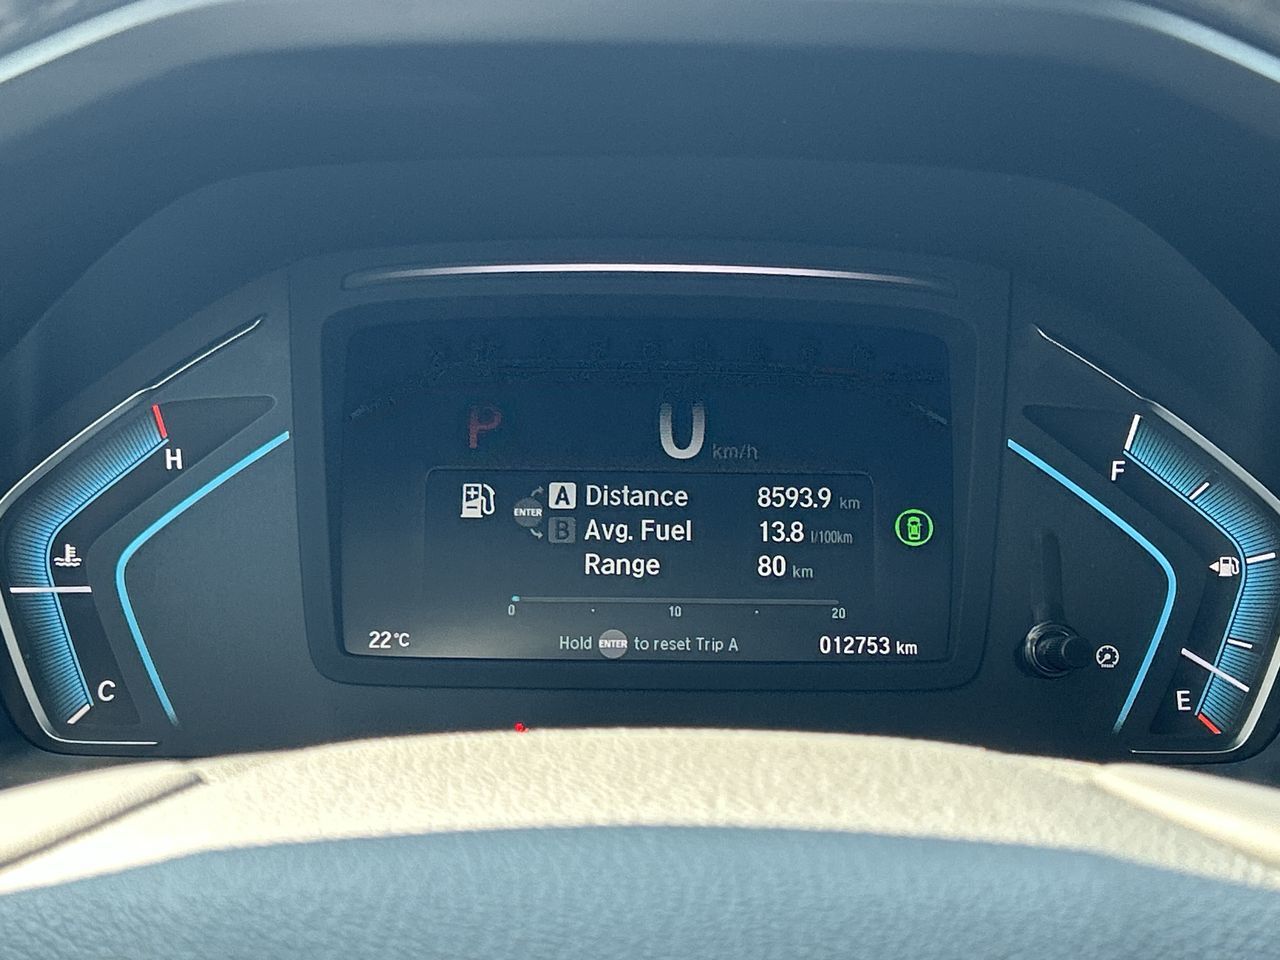 P 0 km/h
H
F
A Distance 8593.9 km
ENTER
B Avg. Fuel 13.8 l/100km
Range 80 km
0 10 20
22°C Hold ENTER to reset Trip A 012753 km
C
E